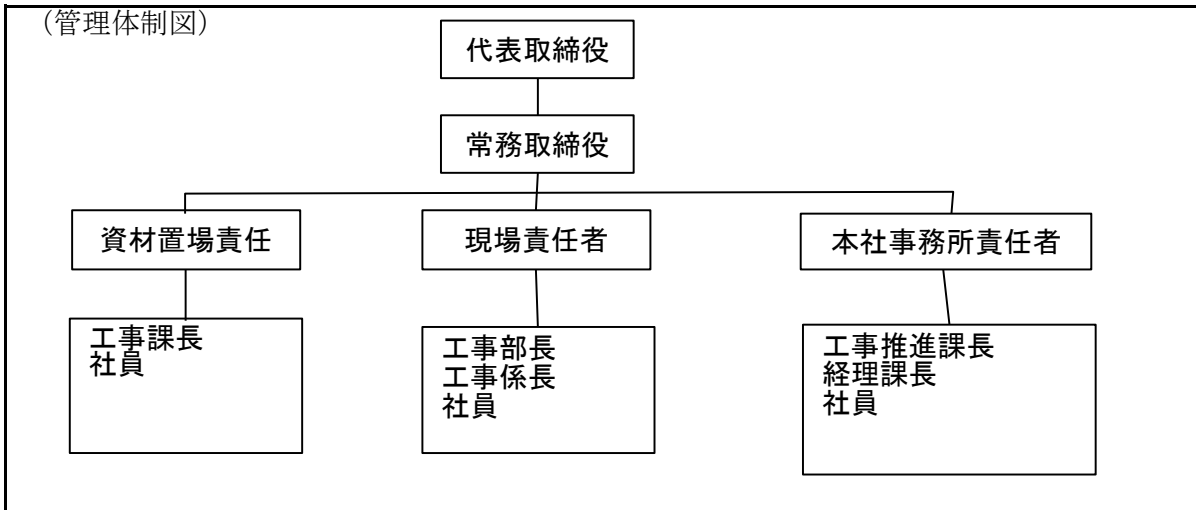 （管理体制図）
代表取締役
常務取締役
資材置場責任
現場責任者
本社事務所責任者
工事課長
社員
工事部長
工事係長
社員
工事推進課長
経理課長
社員